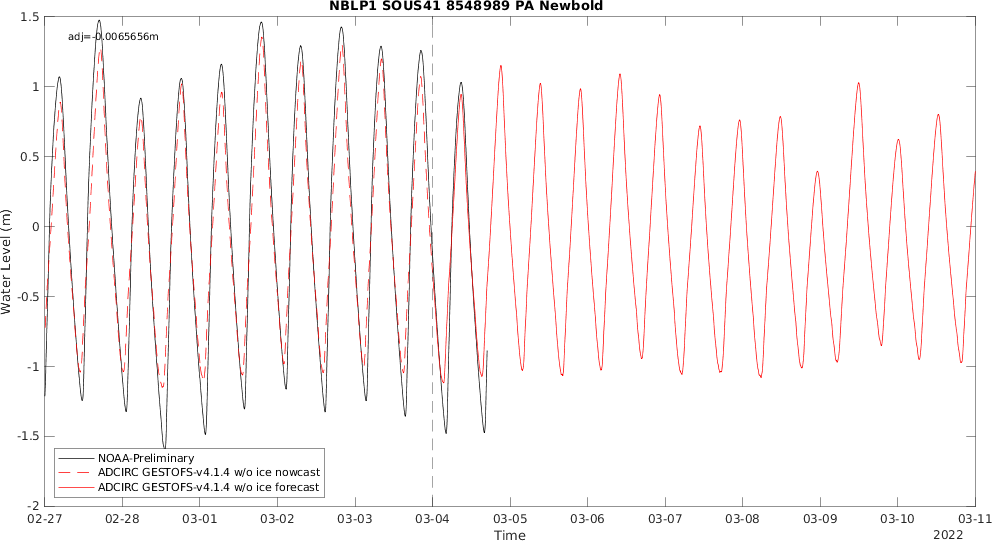 NBLP1 SOUS41 8548989 PA Newbold
adj=-0.0065656m
1.5
1
0.5
0
-0.5
-1
-1.5
-2
Water Level (m)
NOAA-Preliminary
ADCIRC GESTOFS-v4.1.4 w/o ice nowcast
ADCIRC GESTOFS-v4.1.4 w/o ice forecast
02-27 02-28 03-01 03-02 03-03 03-04 03-05 03-06 03-07 03-08 03-09 03-10 03-11
Time
2022